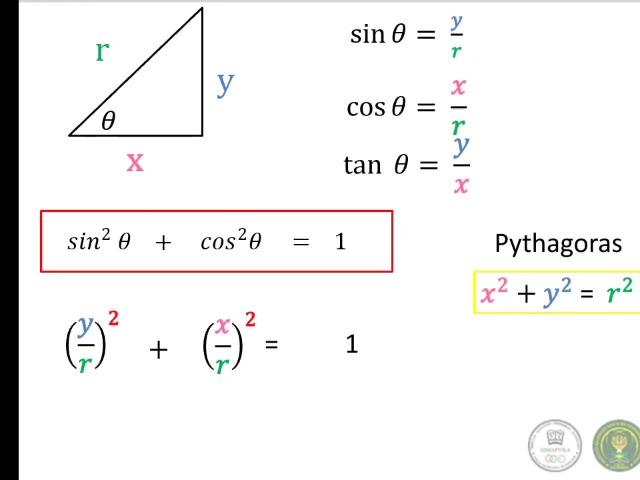 r
y
θ
x
sin θ = y/r
cos θ = x/r
tan θ = y/x
sin² θ + cos²θ = 1
Pythagoras
x² + y² = r²
(y/r)² + (x/r)² = 1